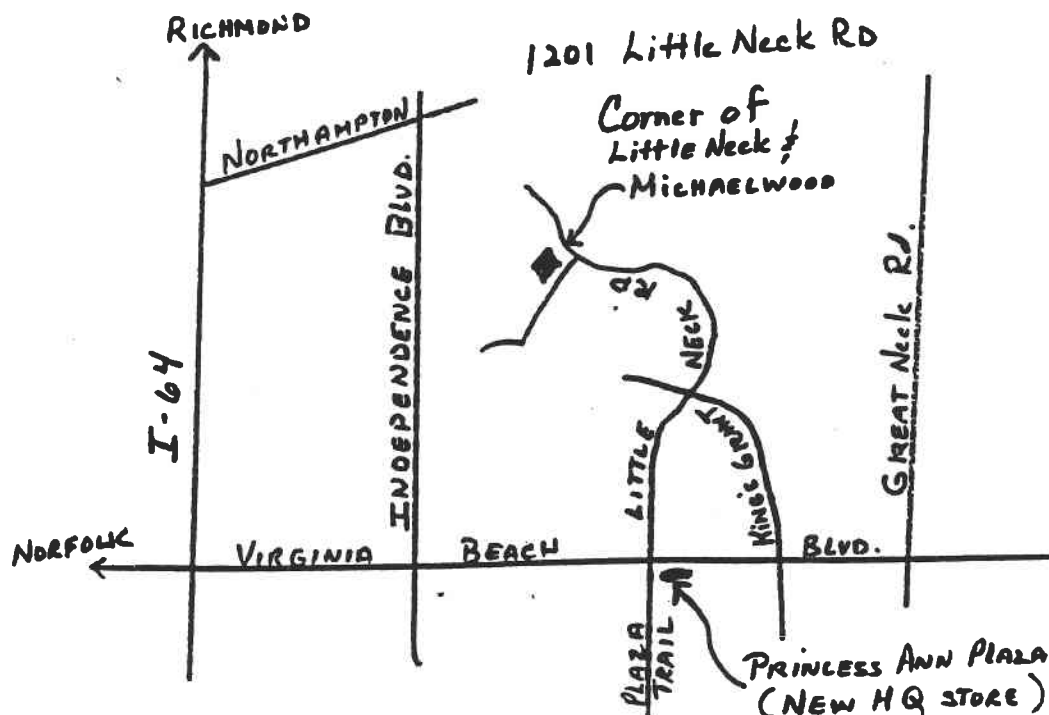 RICHMOND
1201 Little Neck RD
Corner of
Little Neck &
MICHAELWOOD
NORTHAMPTON
INDEPENDENCE BLVD.
I-64
GREAT Neck Rd.
LITTLE NECK RD
KING'S GRANT
NORFOLK
VIRGINIA BEACH BLVD.
PLAZA
TRAIL
PRINCESS ANN PLAZA
(NEW HQ STORE)